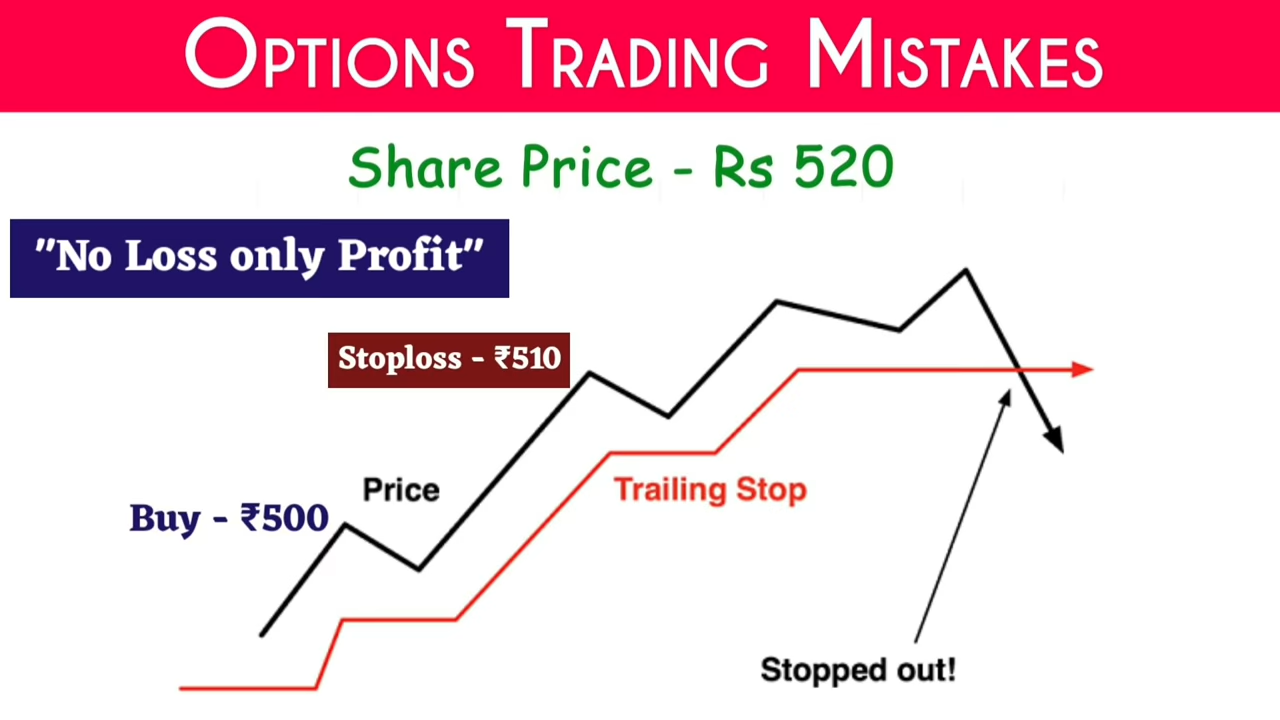 OPTIONS TRADING MISTAKES
Share Price - Rs 520
"No Loss only Profit"
Stoploss - ₹510
Price
Trailing Stop
Buy - ₹500
Stopped out!